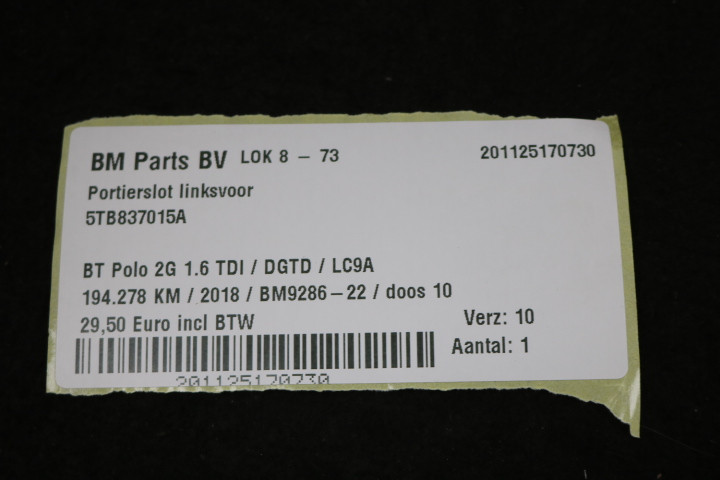 BM Parts BV LOK 8 - 73 201125170730
Portierslot linksvoor
5TB837015A
BT Polo 2G 1.6 TDI / DGTD / LC9A
194.278 KM / 2018 / BM9286-22 / doos 10
29,50 Euro incl BTW Verz: 10
Aantal: 1
201125170730